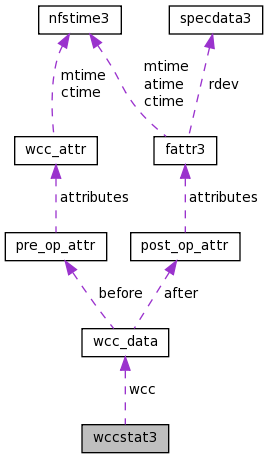 nfstime3
specdata3
mtime
ctime
mtime
atime
ctime
rdev
wcc_attr
fattr3
attributes
attributes
pre_op_attr
post_op_attr
before
after
wcc_data
wcc
wccstat3